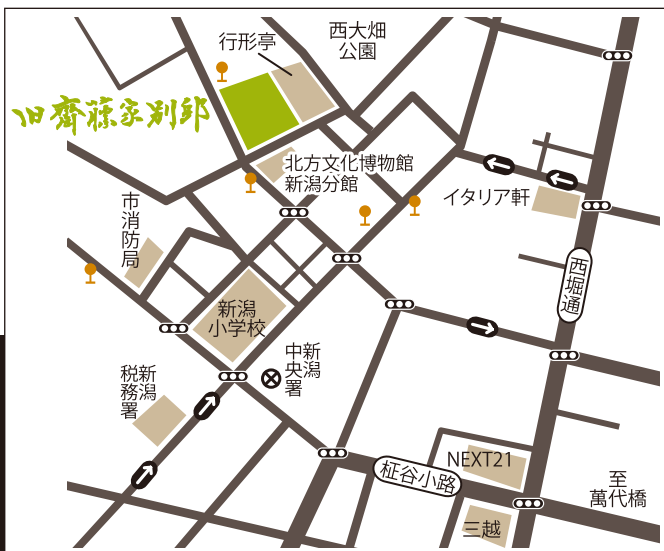 西大畑
公園
行形亭
旧齋藤家別邸
北方文化博物館
新潟分館
イタリア軒
市消防局
西堀通
新潟
小学校
新潟
中央署
新潟
税務署
NEXT21
柾谷小路
至
萬代橋
三越